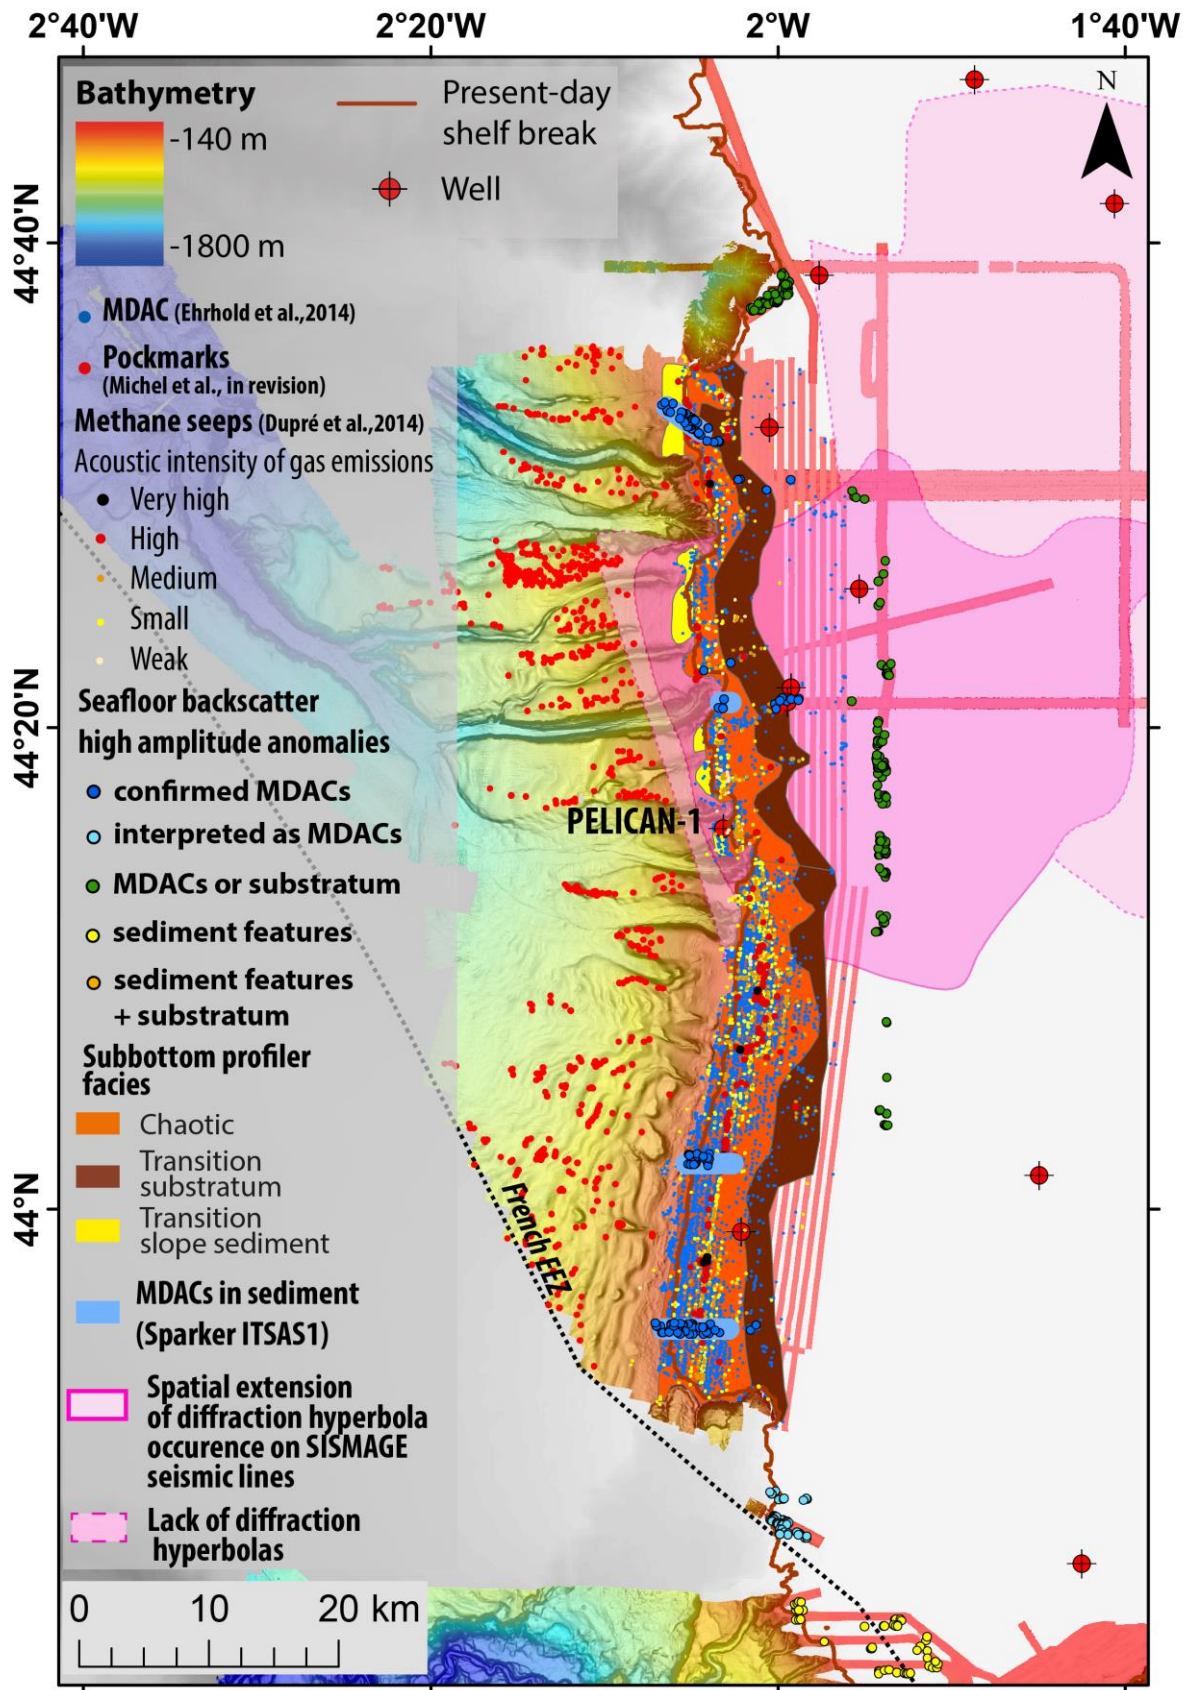 2°40'W 2°20'W 2°W 1°40'W
Bathymetry
-140 m
-1800 m
Present-day
shelf break
Well
N
44°40'N
44°20'N
44°N
MDAC (Ehrhold et al.,2014)
Pockmarks
(Michel et al., in revision)
Methane seeps (Dupré et al.,2014)
Acoustic intensity of gas emissions
Very high
High
Medium
Small
Weak
Seafloor backscatter
high amplitude anomalies
confirmed MDACs
interpreted as MDACs
MDACs or substratum
sediment features
sediment features
+ substratum
Subbottom profiler
facies
Chaotic
Transition
substratum
Transition
slope sediment
MDACs in sediment
(Sparker ITSAS1)
Spatial extension
of diffraction hyperbola
occurence on SISMAGE
seismic lines
Lack of diffraction
hyperbolas
PELICAN-1
French EEZ
0 10 20 km